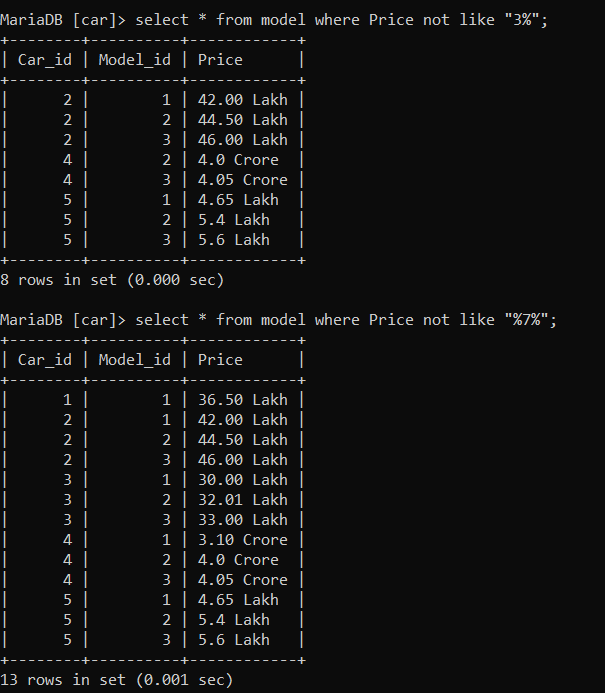 MariaDB [car]> select * from model where Price not like "3%";
+--------+----------+------------+
| Car_id | Model_id | Price      |
+--------+----------+------------+
|      2 |        1 | 42.00 Lakh |
|      2 |        2 | 44.50 Lakh |
|      2 |        3 | 46.00 Lakh |
|      4 |        2 | 4.0 Crore  |
|      4 |        3 | 4.05 Crore |
|      5 |        1 | 4.65 Lakh  |
|      5 |        2 | 5.4 Lakh   |
|      5 |        3 | 5.6 Lakh   |
+--------+----------+------------+
8 rows in set (0.000 sec)

MariaDB [car]> select * from model where Price not like "%7%";
+--------+----------+------------+
| Car_id | Model_id | Price      |
+--------+----------+------------+
|      1 |        1 | 36.50 Lakh |
|      2 |        1 | 42.00 Lakh |
|      2 |        2 | 44.50 Lakh |
|      2 |        3 | 46.00 Lakh |
|      3 |        1 | 30.00 Lakh |
|      3 |        2 | 32.01 Lakh |
|      3 |        3 | 33.00 Lakh |
|      4 |        1 | 3.10 Crore |
|      4 |        2 | 4.0 Crore  |
|      4 |        3 | 4.05 Crore |
|      5 |        1 | 4.65 Lakh  |
|      5 |        2 | 5.4 Lakh   |
|      5 |        3 | 5.6 Lakh   |
+--------+----------+------------+
13 rows in set (0.001 sec)